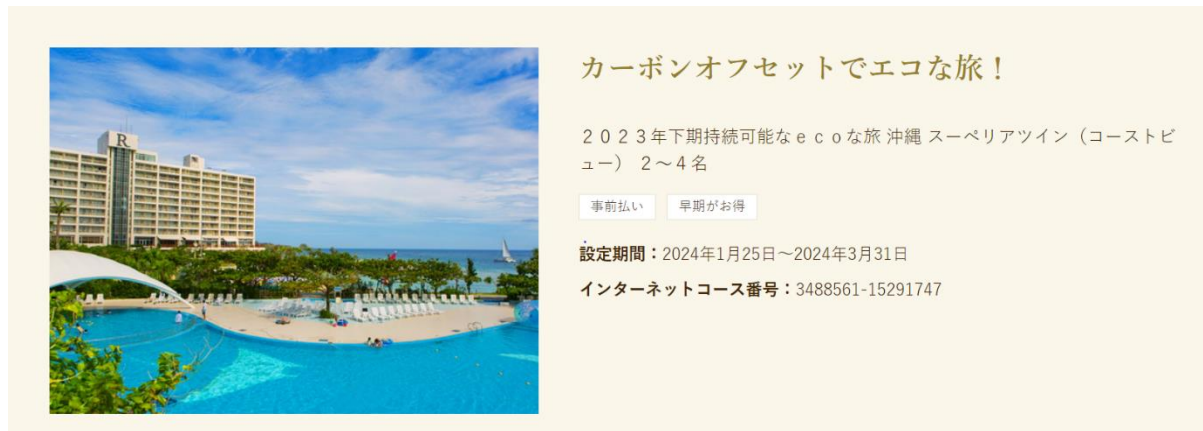 R
カーボンオフセットでエコな旅！
２０２３年下期持続可能なｅｃｏな旅 沖縄 スーペリアツイン（コーストビ
ュー） ２～４名
事前払い 早期がお得
設定期間：2024年1月25日～2024年3月31日
インターネットコース番号：3488561-15291747